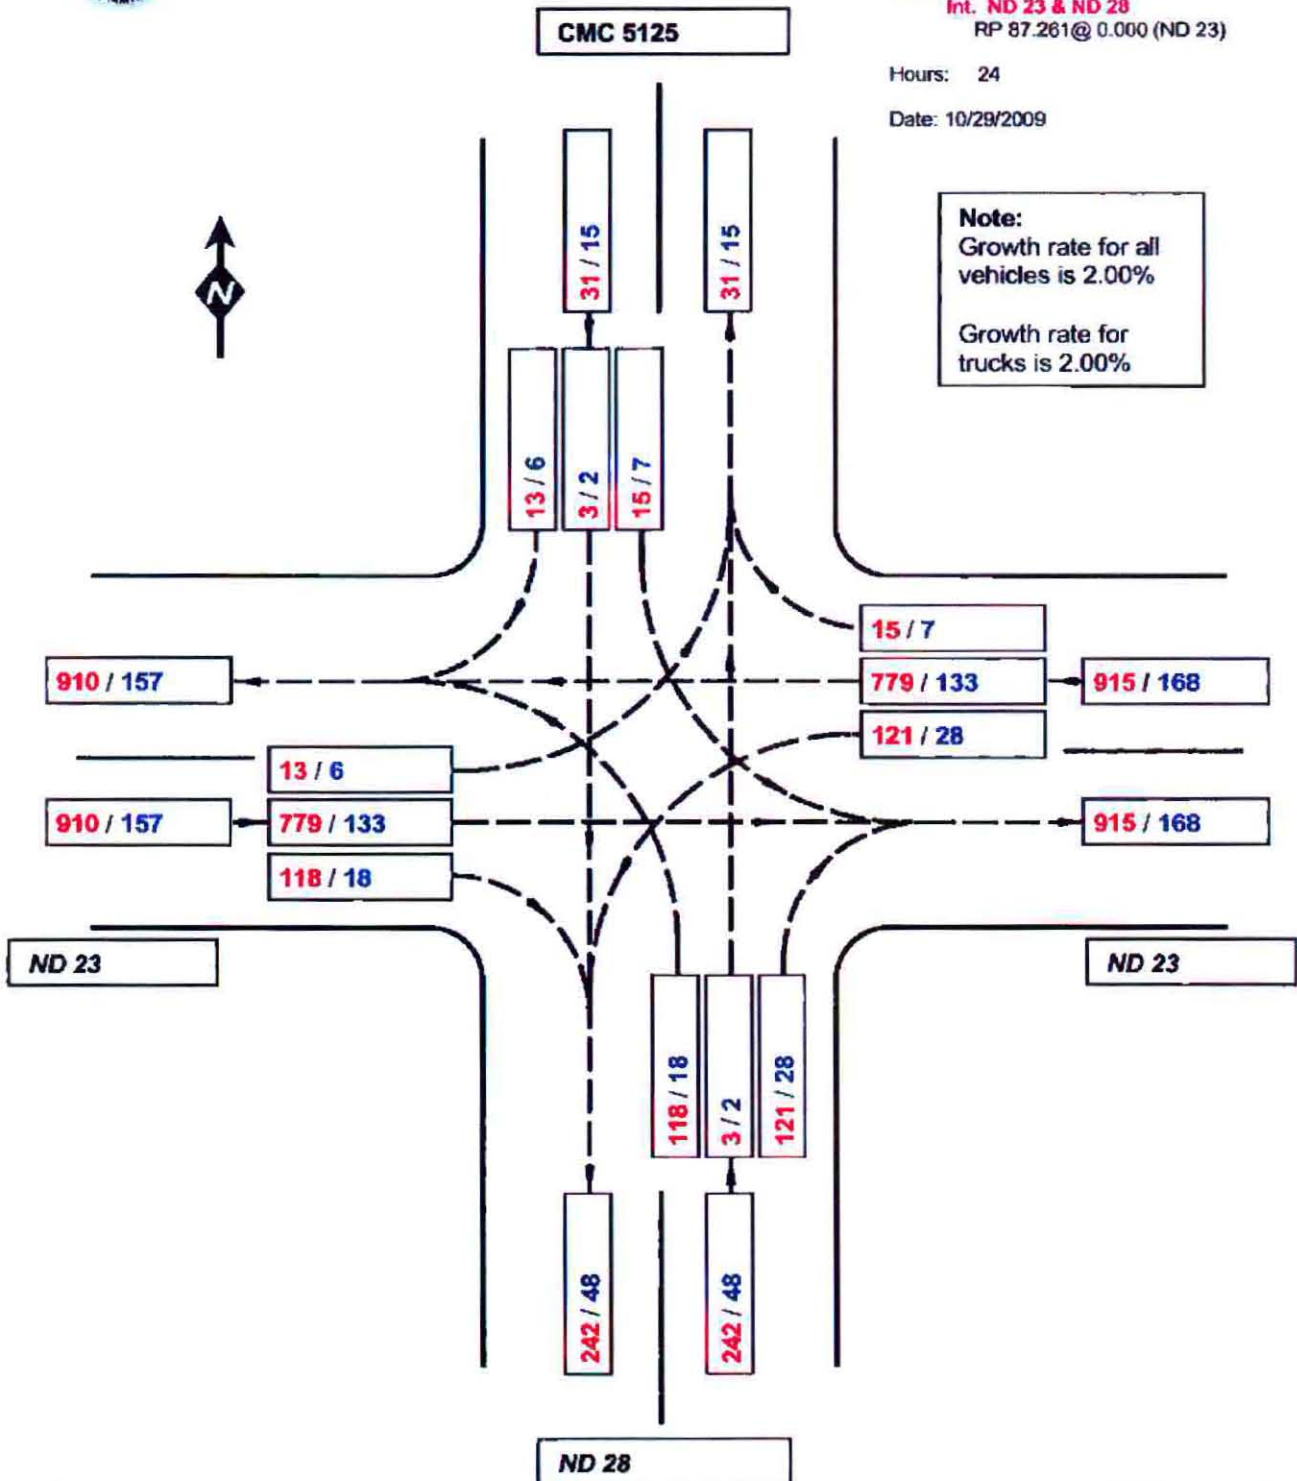 Int. ND 23 & ND 28
RP 87.261@ 0.000 (ND 23)
CMC 5125
Hours: 24
Date: 10/29/2009
Note:
Growth rate for all
vehicles is 2.00%
Growth rate for
trucks is 2.00%
N
31 / 15
31 / 15
13 / 6
3 / 2
15 / 7
15 / 7
910 / 157
779 / 133
915 / 168
121 / 28
13 / 6
910 / 157
779 / 133
915 / 168
118 / 18
ND 23
ND 23
118 / 18
3 / 2
121 / 28
242 / 48
242 / 48
ND 28